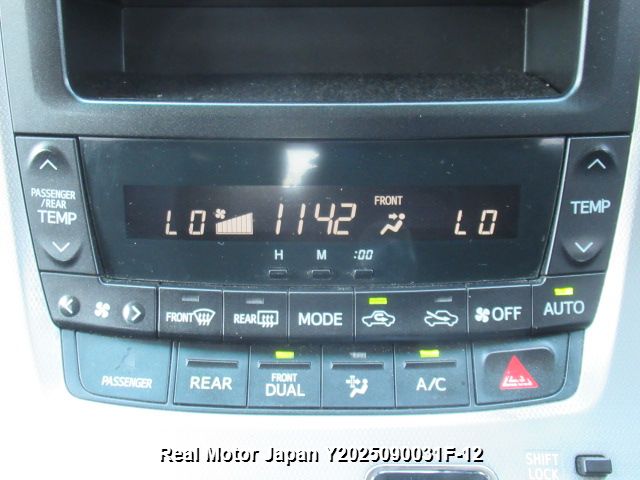 PASSENGER
/REAR
TEMP
LO 1142 FRONT LO
TEMP
H M :00
FRONT REAR MODE OFF AUTO
PASSENGER REAR FRONT DUAL A/C
Real Motor Japan Y2025090031F-12
SHIFT
LOCK